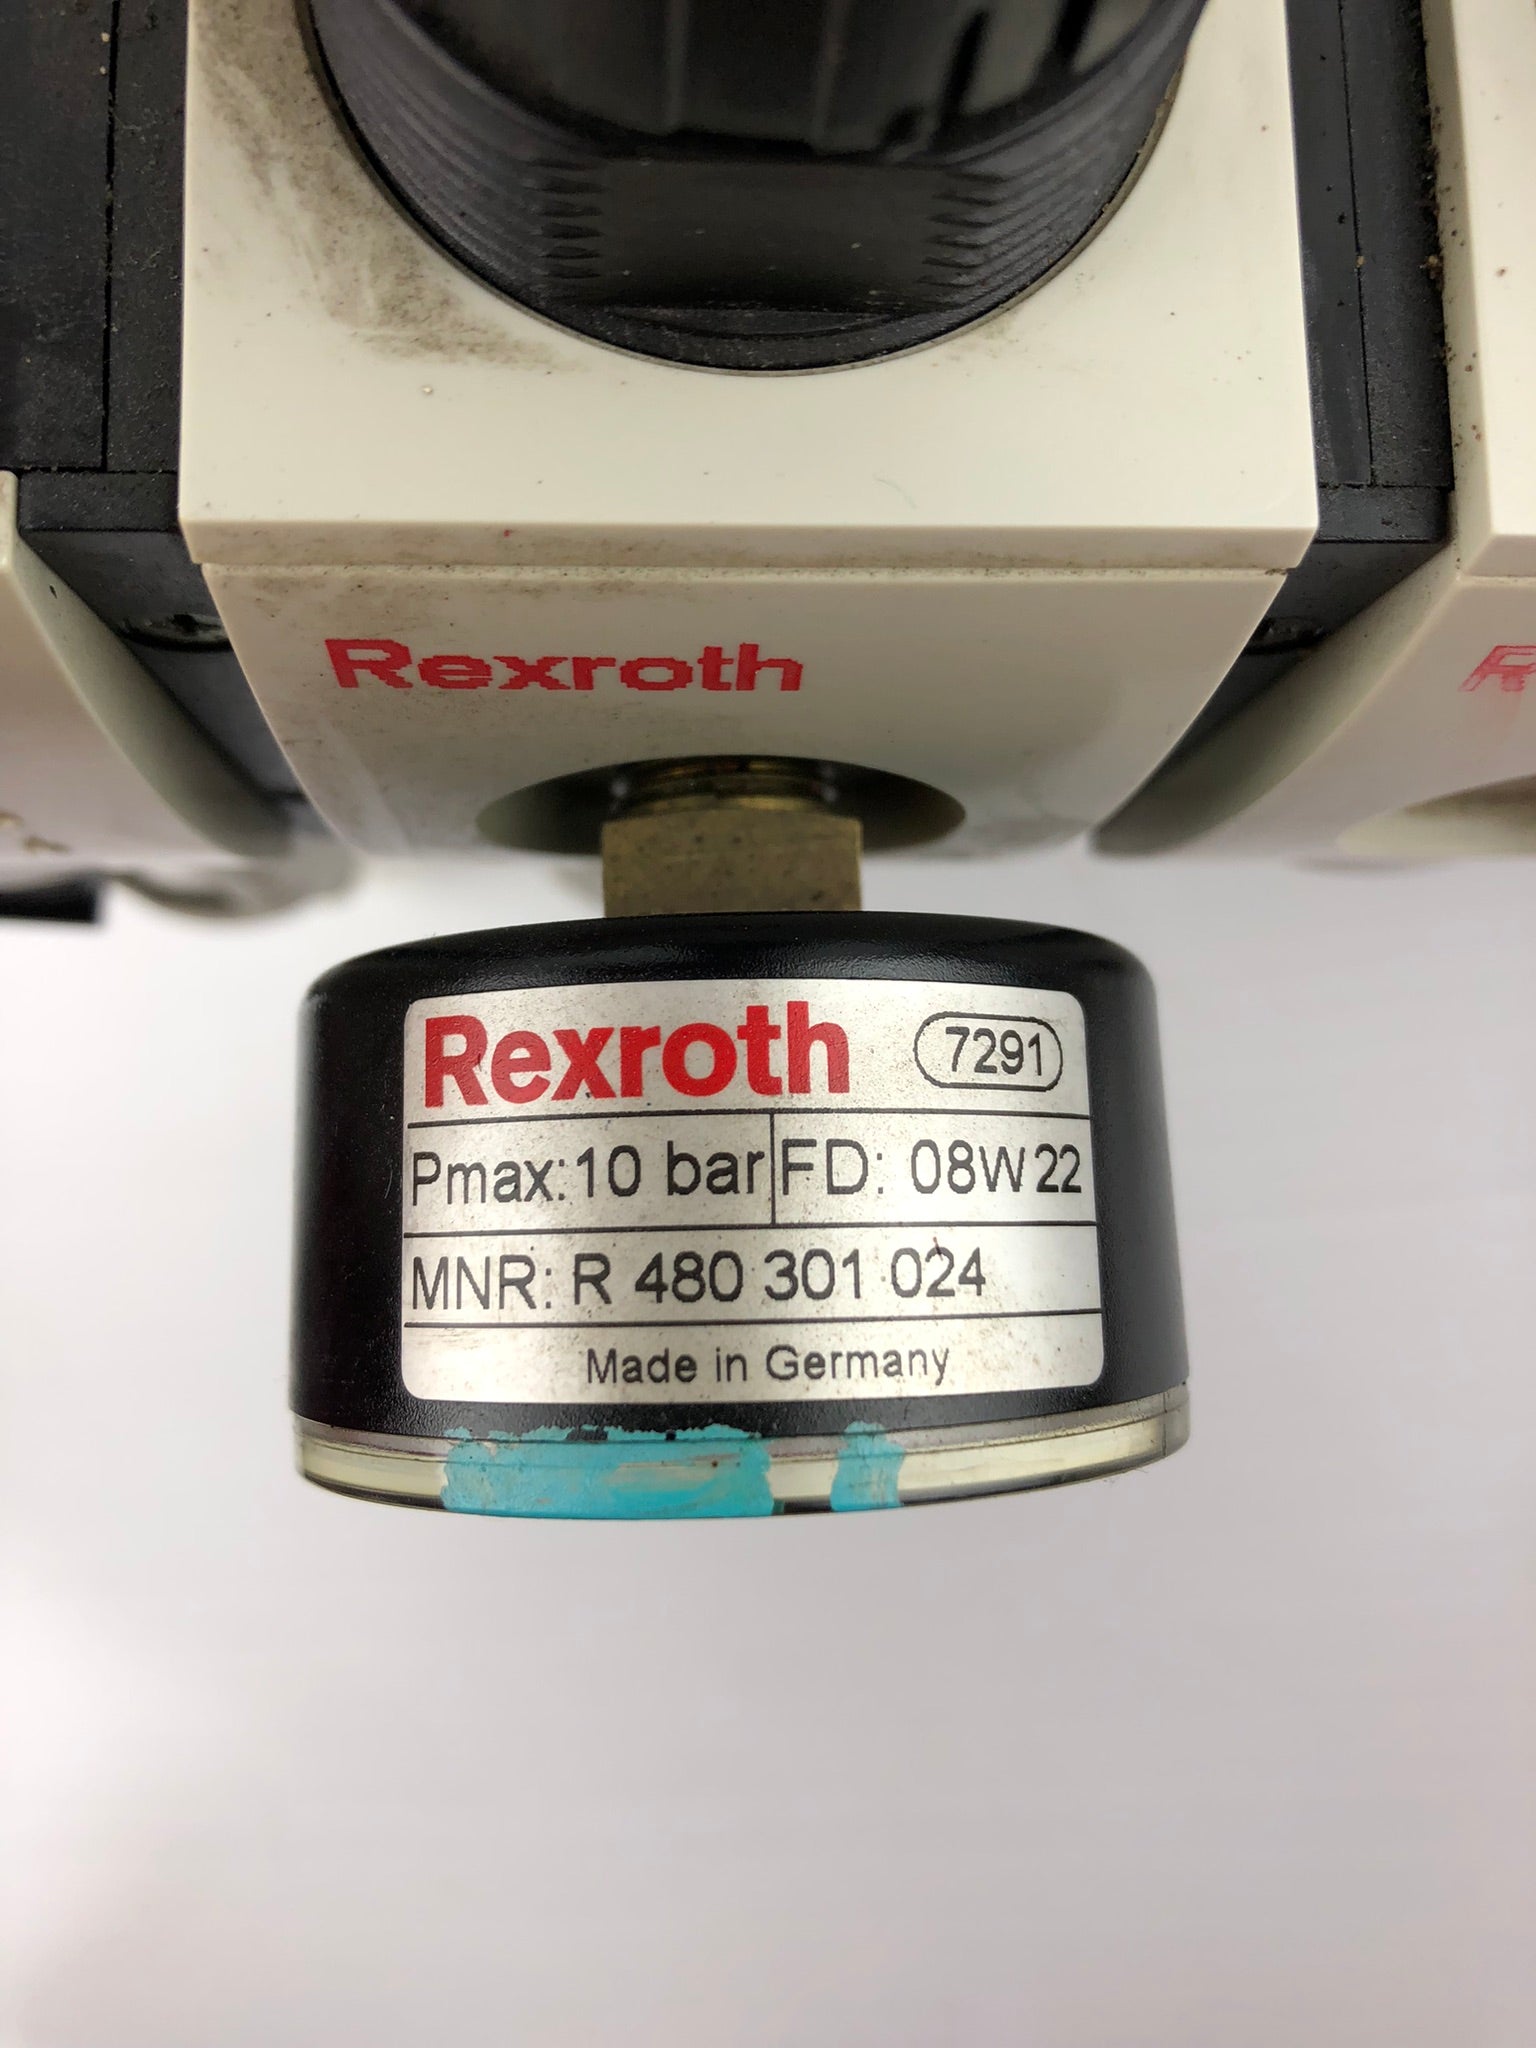 Rexroth
R
Rexroth 7291
Pmax: 10 bar FD: 08W22
MNR: R 480 301 024
Made in Germany